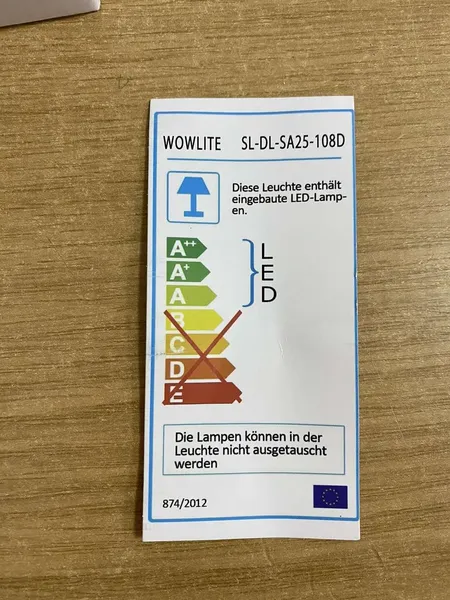 WOWLITE SL-DL-SA25-108D
Diese Leuchte enthält
eingebaute LED-Lamp-
en.
A++
A+
A
B
C
D
E
L
E
D
Die Lampen können in der
Leuchte nicht ausgetauscht
werden
874/2012